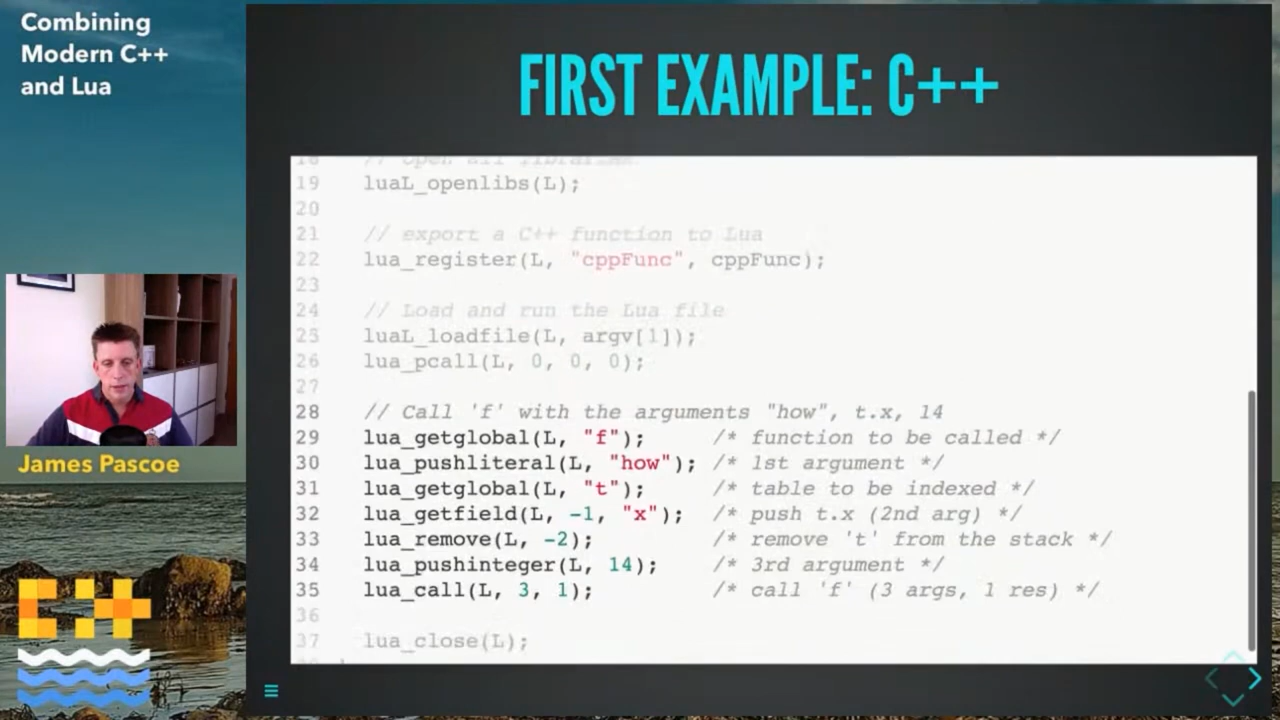 Combining
Modern C++
and Lua
James Pascoe
FIRST EXAMPLE: C++
18 // Open all libraries
19 luaL_openlibs(L);
20
21 // export a C++ function to Lua
22 lua_register(L, "cppFunc", cppFunc);
23
24 // Load and run the Lua file
25 luaL_loadfile(L, argv[1]);
26 lua_pcall(L, 0, 0, 0);
27
28 // Call 'f' with the arguments "how", t.x, 14
29 lua_getglobal(L, "f"); /* function to be called */
30 lua_pushliteral(L, "how"); /* 1st argument */
31 lua_getglobal(L, "t"); /* table to be indexed */
32 lua_getfield(L, -1, "x"); /* push t.x (2nd arg) */
33 lua_remove(L, -2); /* remove 't' from the stack */
34 lua_pushinteger(L, 14); /* 3rd argument */
35 lua_call(L, 3, 1); /* call 'f' (3 args, 1 res) */
36
37 lua_close(L);